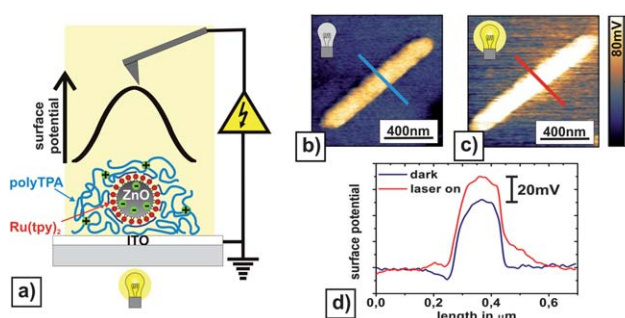 a)
surface
potential
polyTPA
Ru(tpy)₂
ZnO
ITO
b)
400nm
c)
400nm
80mV
d)
surface potential
dark
laser on
20mV
0,0 0,2 0,4 0,6
length in µm